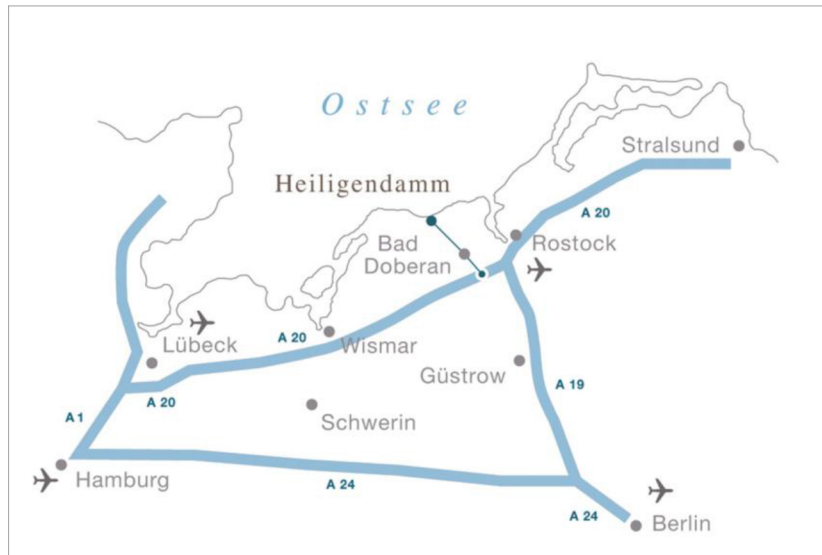 Ostsee
Stralsund
Heiligendamm
A 20
Bad
Doberan
Rostock
Lübeck
A 20
Wismar
Güstrow
A 19
A 20
A 1
Schwerin
Hamburg
A 24
A 24
Berlin